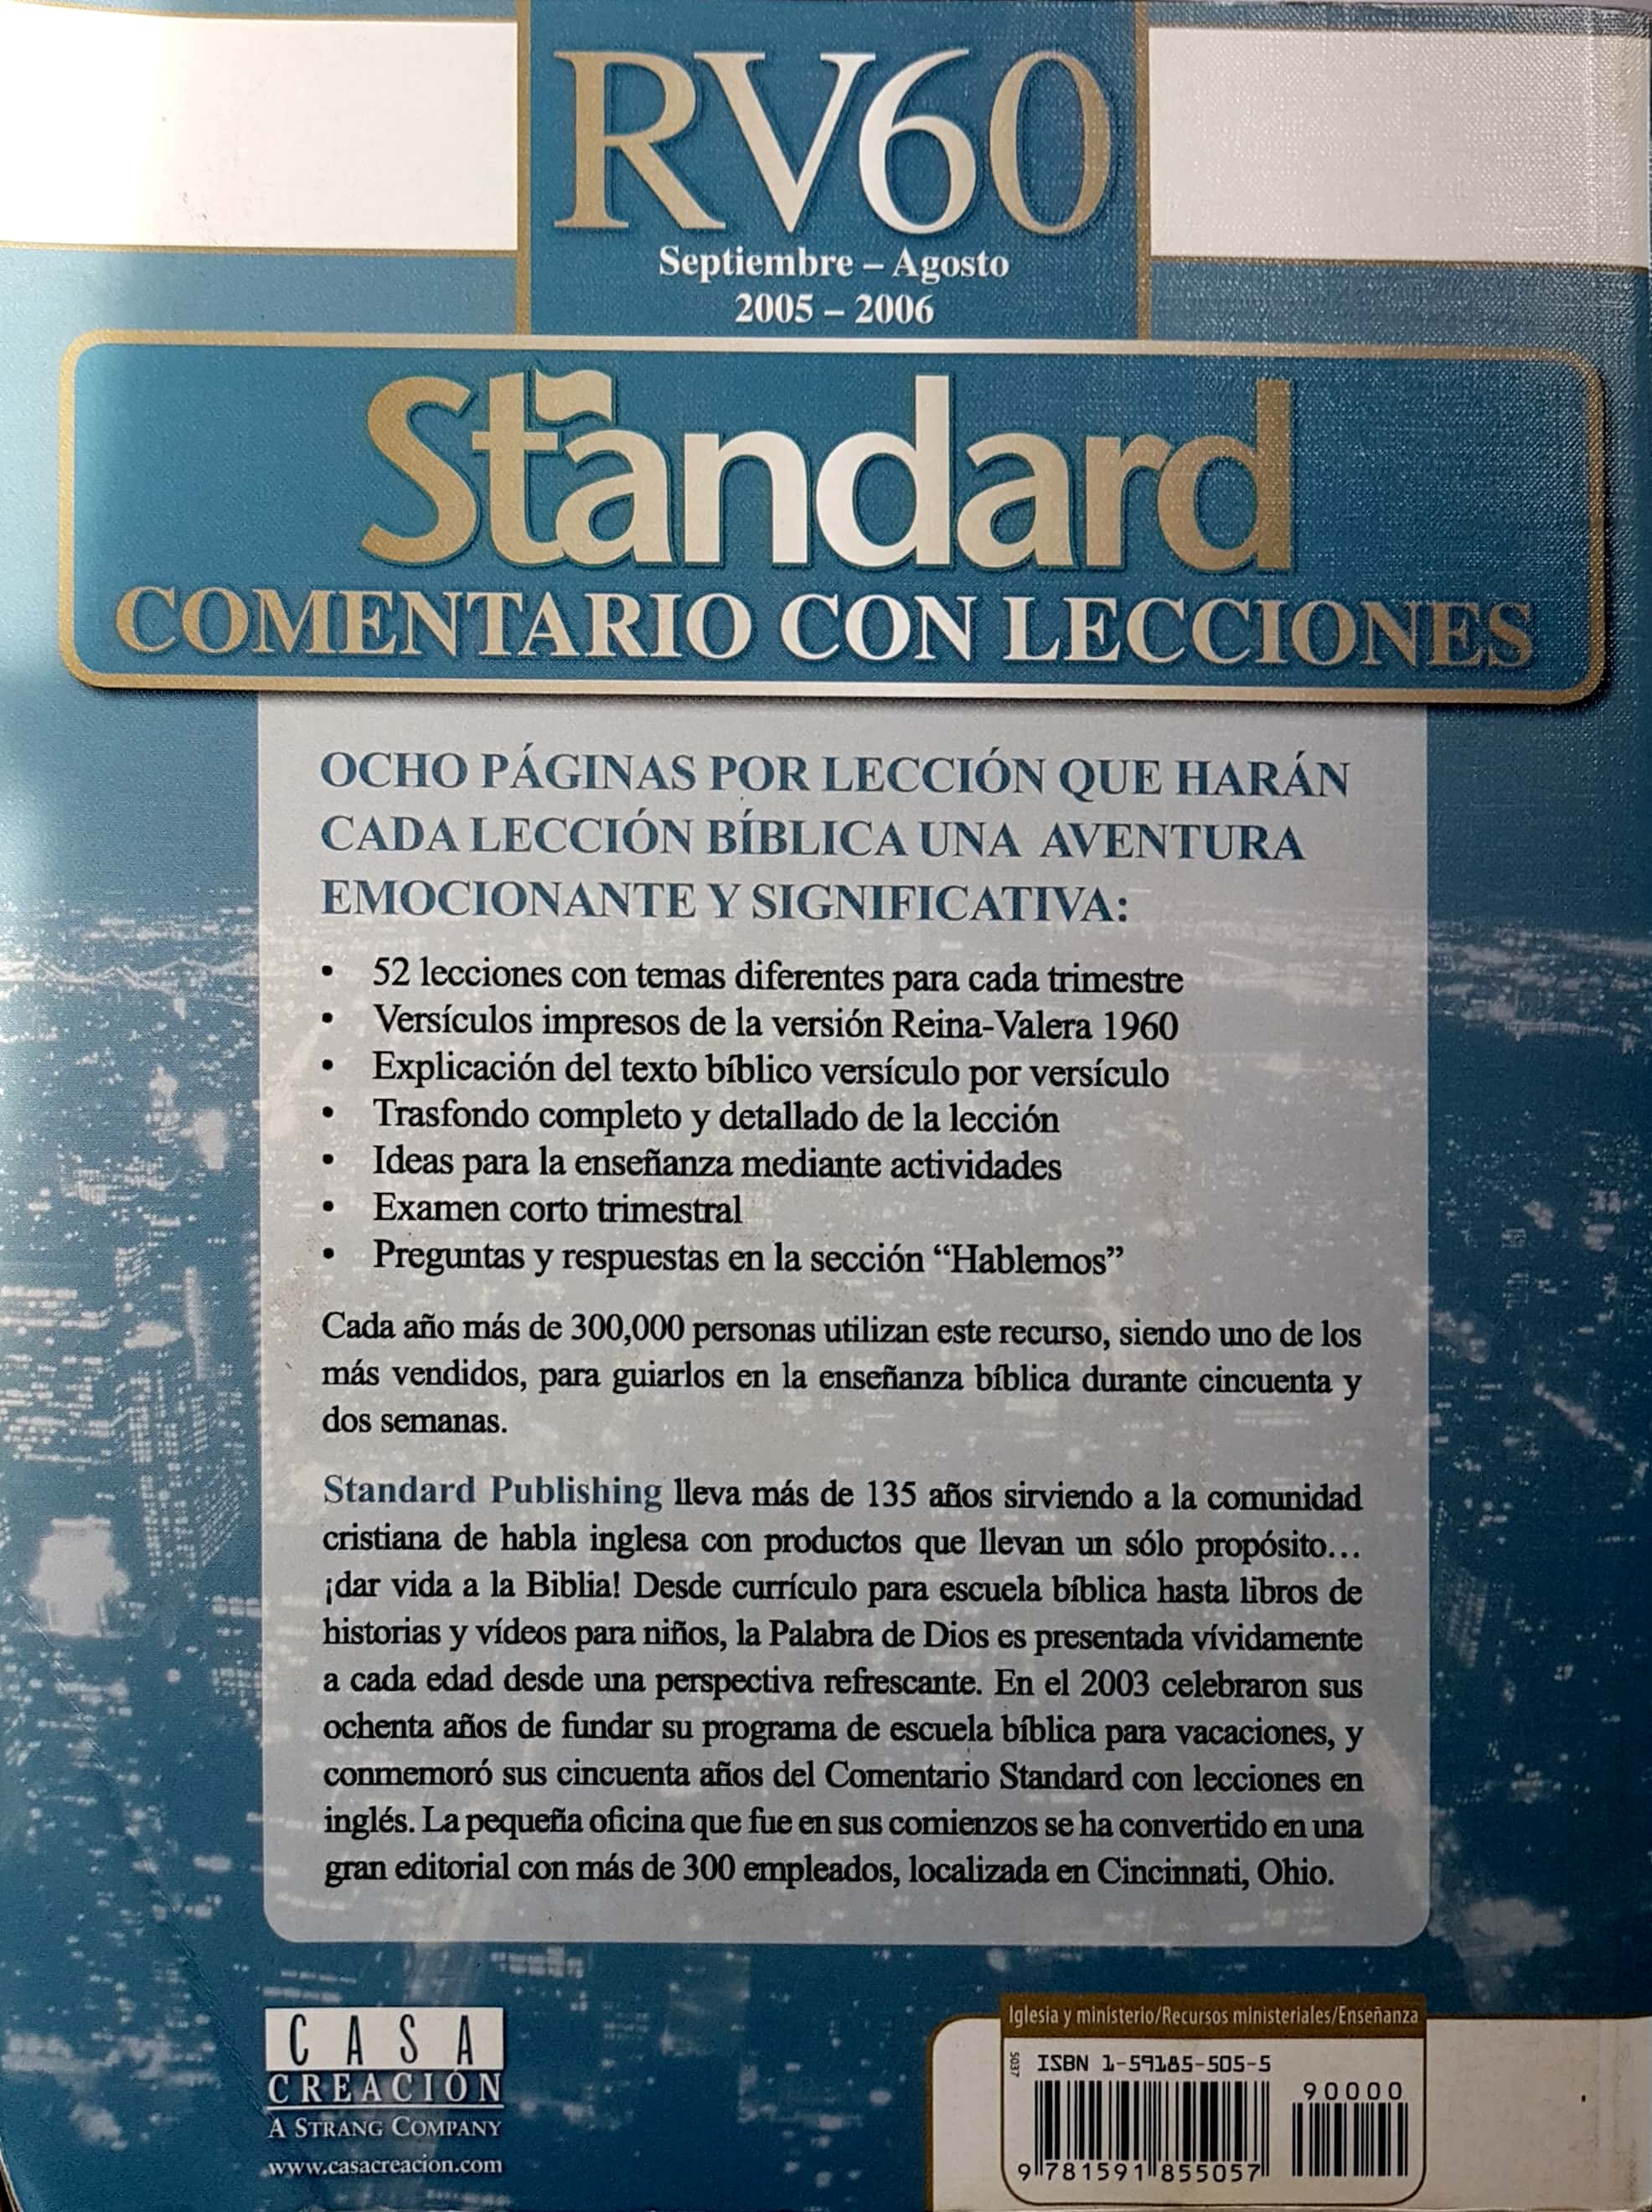 RV60
Septiembre – Agosto
2005 – 2006
Standard
COMENTARIO CON LECCIONES
OCHO PÁGINAS POR LECCIÓN QUE HARÁN
CADA LECCIÓN BÍBLICA UNA AVENTURA
EMOCIONANTE Y SIGNIFICATIVA:
• 52 lecciones con temas diferentes para cada trimestre
• Versículos impresos de la versión Reina-Valera 1960
• Explicación del texto bíblico versículo por versículo
• Trasfondo completo y detallado de la lección
• Ideas para la enseñanza mediante actividades
• Examen corto trimestral
• Preguntas y respuestas en la sección “Hablemos”
Cada año más de 300,000 personas utilizan este recurso, siendo uno de los
más vendidos, para guiarlos en la enseñanza bíblica durante cincuenta y
dos semanas.
Standard Publishing lleva más de 135 años sirviendo a la comunidad
cristiana de habla inglesa con productos que llevan un sólo propósito…
¡dar vida a la Biblia! Desde currículo para escuela bíblica hasta libros de
historias y vídeos para niños, la Palabra de Dios es presentada vívidamente
a cada edad desde una perspectiva refrescante. En el 2003 celebraron sus
ochenta años de fundar su programa de escuela bíblica para vacaciones, y
conmemoró sus cincuenta años del Comentario Standard con lecciones en
inglés. La pequeña oficina que fue en sus comienzos se ha convertido en una
gran editorial con más de 300 empleados, localizada en Cincinnati, Ohio.
CASA
CREACIÓN
A STRANG COMPANY
www.casacreacion.com
Iglesia y ministerio/Recursos ministeriales/Enseñanza
5037
ISBN 1-59185-505-5
90000
9 781591 855057